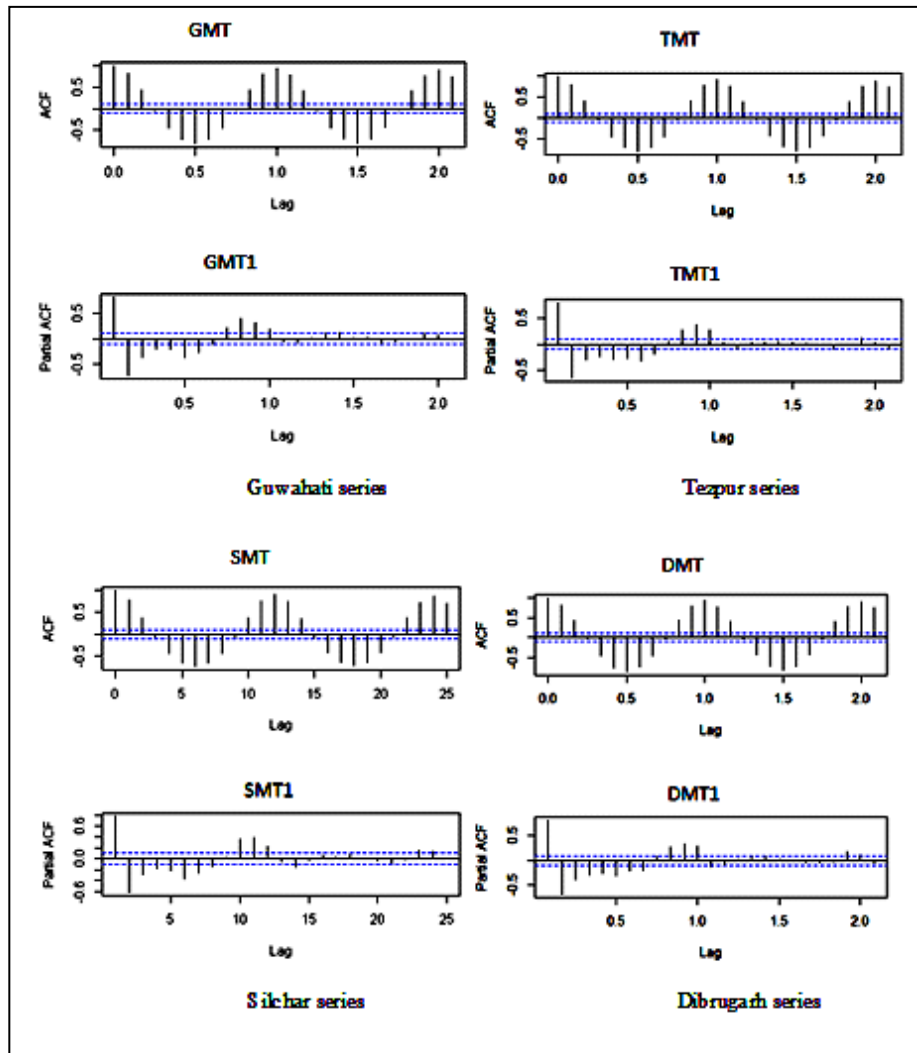 GMT
ACF
0.5
-0.5
0.0 0.5 1.0 1.5 2.0
Lag
TMT
ACF
0.5
-0.5
0.0 0.5 1.0 1.5 2.0
Lag
GMT1
Partial ACF
0.5
-0.5
0.5 1.0 1.5 2.0
Lag
TMT1
Partial ACF
0.5
-0.5
0.5 1.0 1.5 2.0
Lag
Guwahati series
Tezpur series
SMT
ACF
0.5
-0.5
0 5 10 15 20 25
Lag
DMT
ACF
0.5
-0.5
0.0 0.5 1.0 1.5 2.0
Lag
SMT1
Partial ACF
0.6
0.0
-0.6
5 10 15 20 25
Lag
DMT1
Partial ACF
0.5
-0.5
0.5 1.0 1.5 2.0
Lag
Silchar series
Dibrugarh series